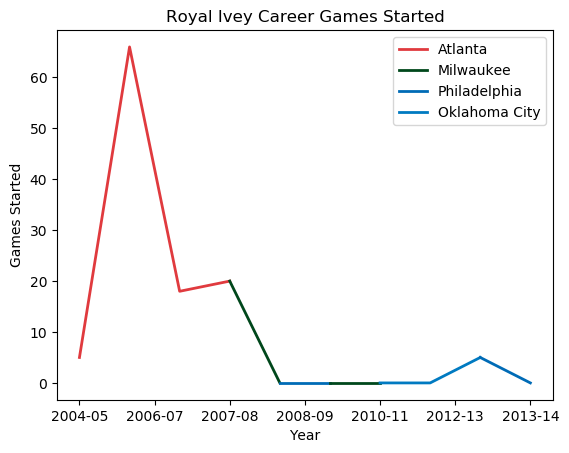 Royal Ivey Career Games Started
Atlanta
Milwaukee
Philadelphia
Oklahoma City
Games Started
60
50
40
30
20
10
0
2004-05 2006-07 2007-08 2008-09 2010-11 2012-13 2013-14
Year